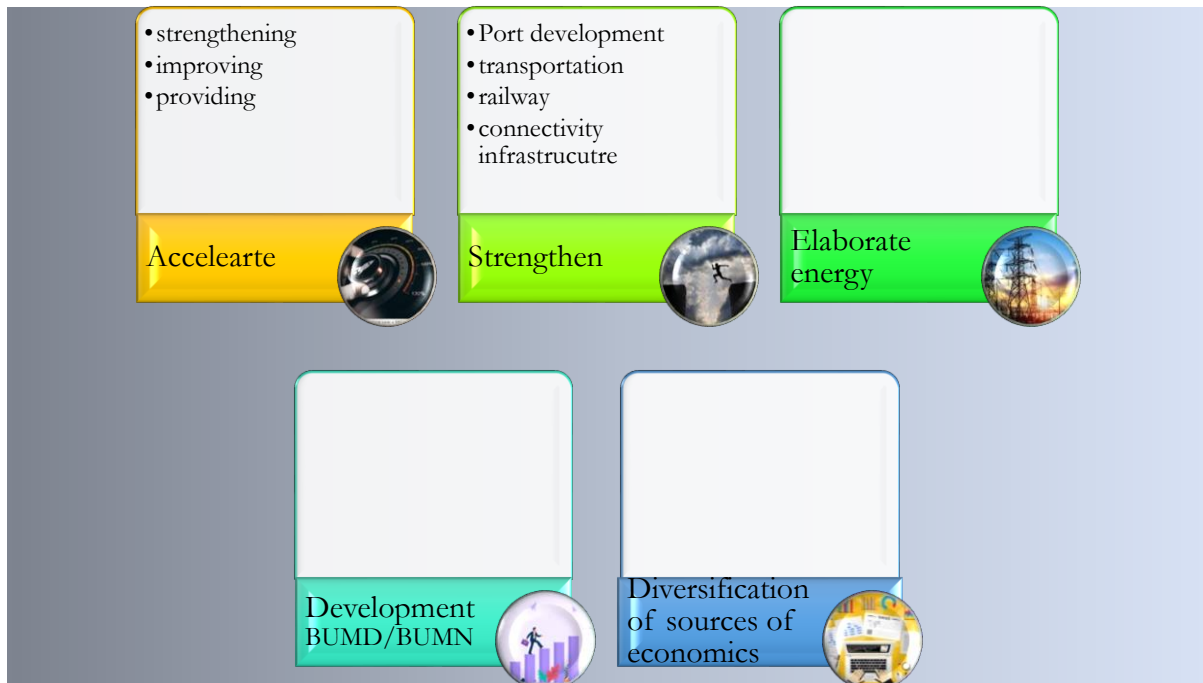 •strengthening
•improving
•providing
Accelearte
•Port development
•transportation
•railway
•connectivity
infrastrucutre
Strengthen
Elaborate
energy
Development
BUMD/BUMN
Diversification
of sources of
economics